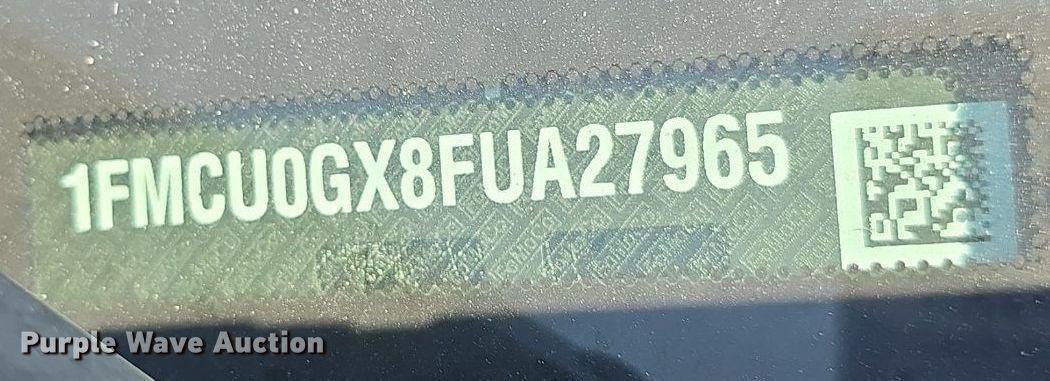 1FMCU0GX8FUA27965
Purple Wave Auction